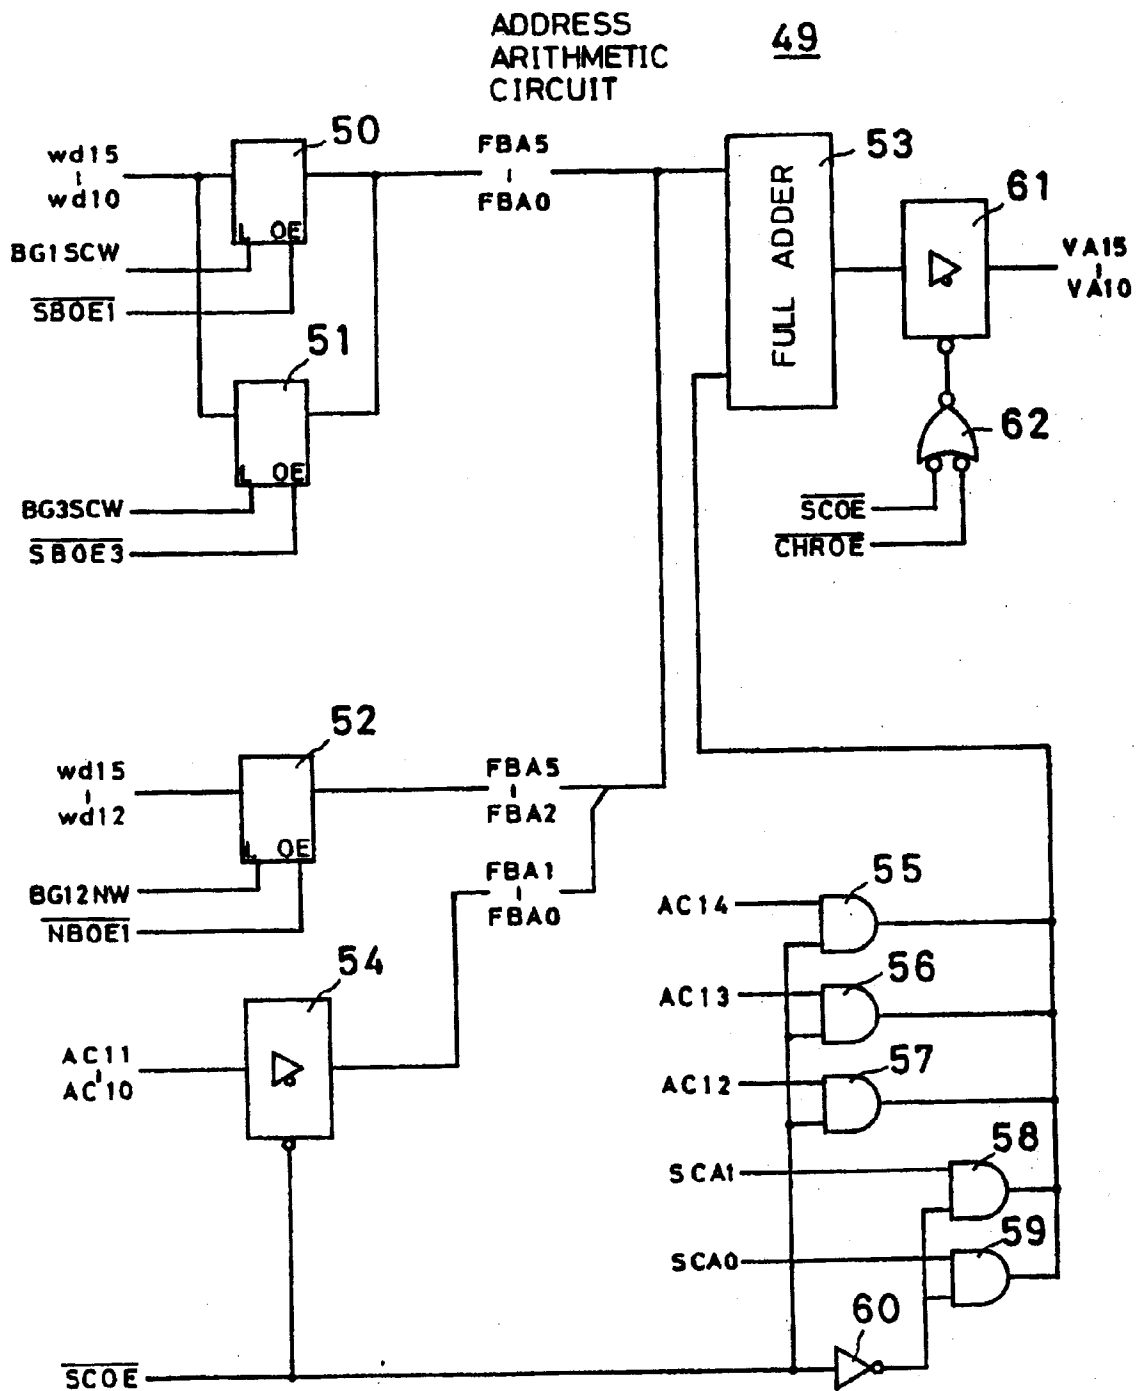 ADDRESS
ARITHMETIC
CIRCUIT
49
wd15
wd10
50
L OE
BG1SCW
SBOE1
FBA5
FBA0
51
L OE
BG3SCW
SBOE3
53
FULL ADDER
61
VA15
VA10
62
SCOE
CHROE
wd15
wd12
52
L OE
BG12NW
NBOE1
FBA5
FBA2
FBA1
FBA0
54
AC11
AC10
AC14
55
AC13
56
AC12
57
SCA1
58
SCA0
59
60
SCOE